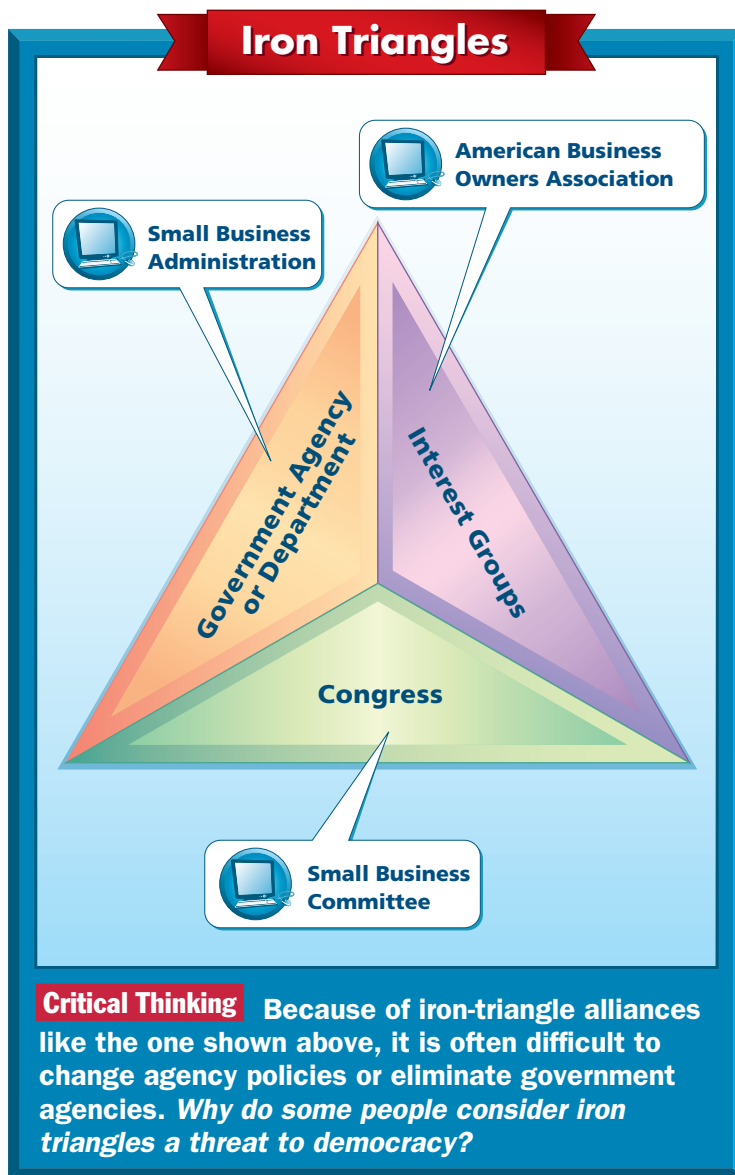 Iron Triangles
American Business
Owners Association
Small Business
Administration
Government Agency
or Department
Interest Groups
Congress
Small Business
Committee
Critical Thinking Because of iron-triangle alliances
like the one shown above, it is often difficult to
change agency policies or eliminate government
agencies. Why do some people consider iron
triangles a threat to democracy?